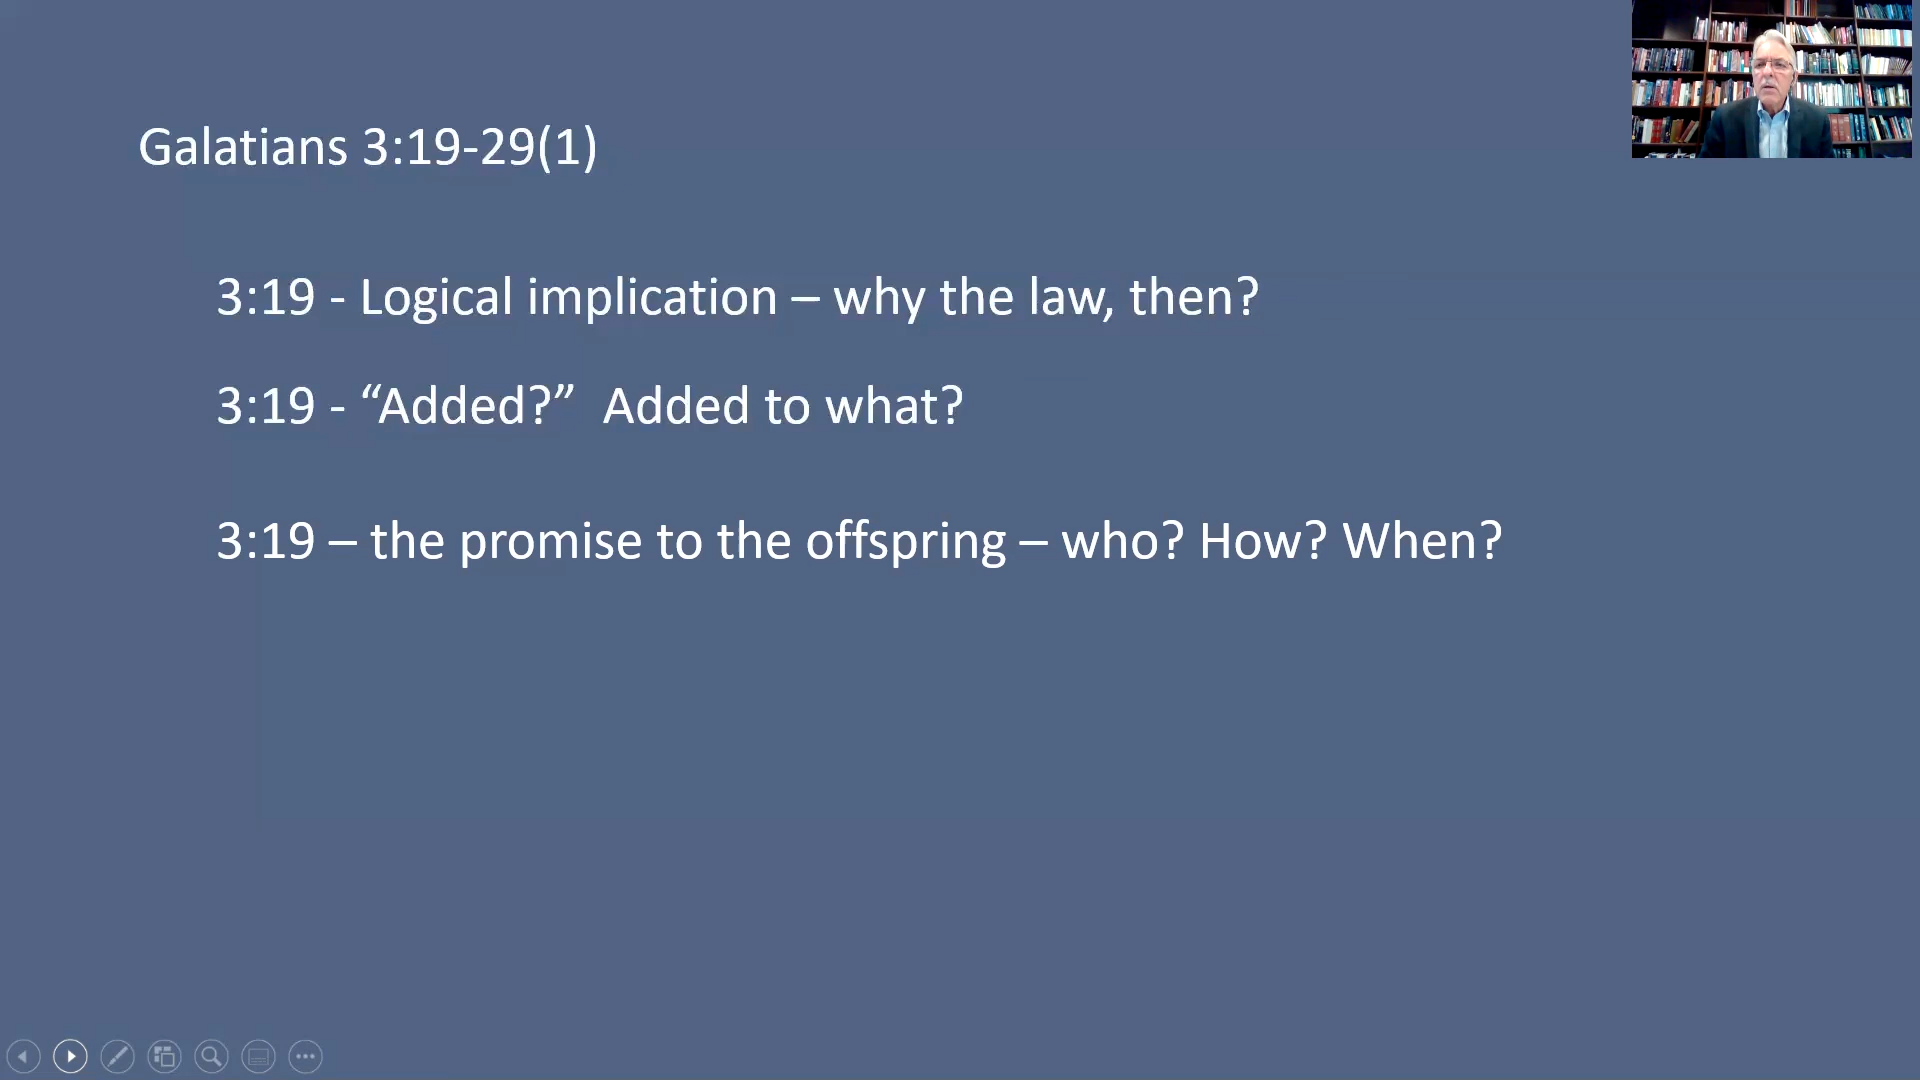 Galatians 3:19-29(1)
3:19 - Logical implication – why the law, then?
3:19 - “Added?”  Added to what?
3:19 – the promise to the offspring – who? How? When?